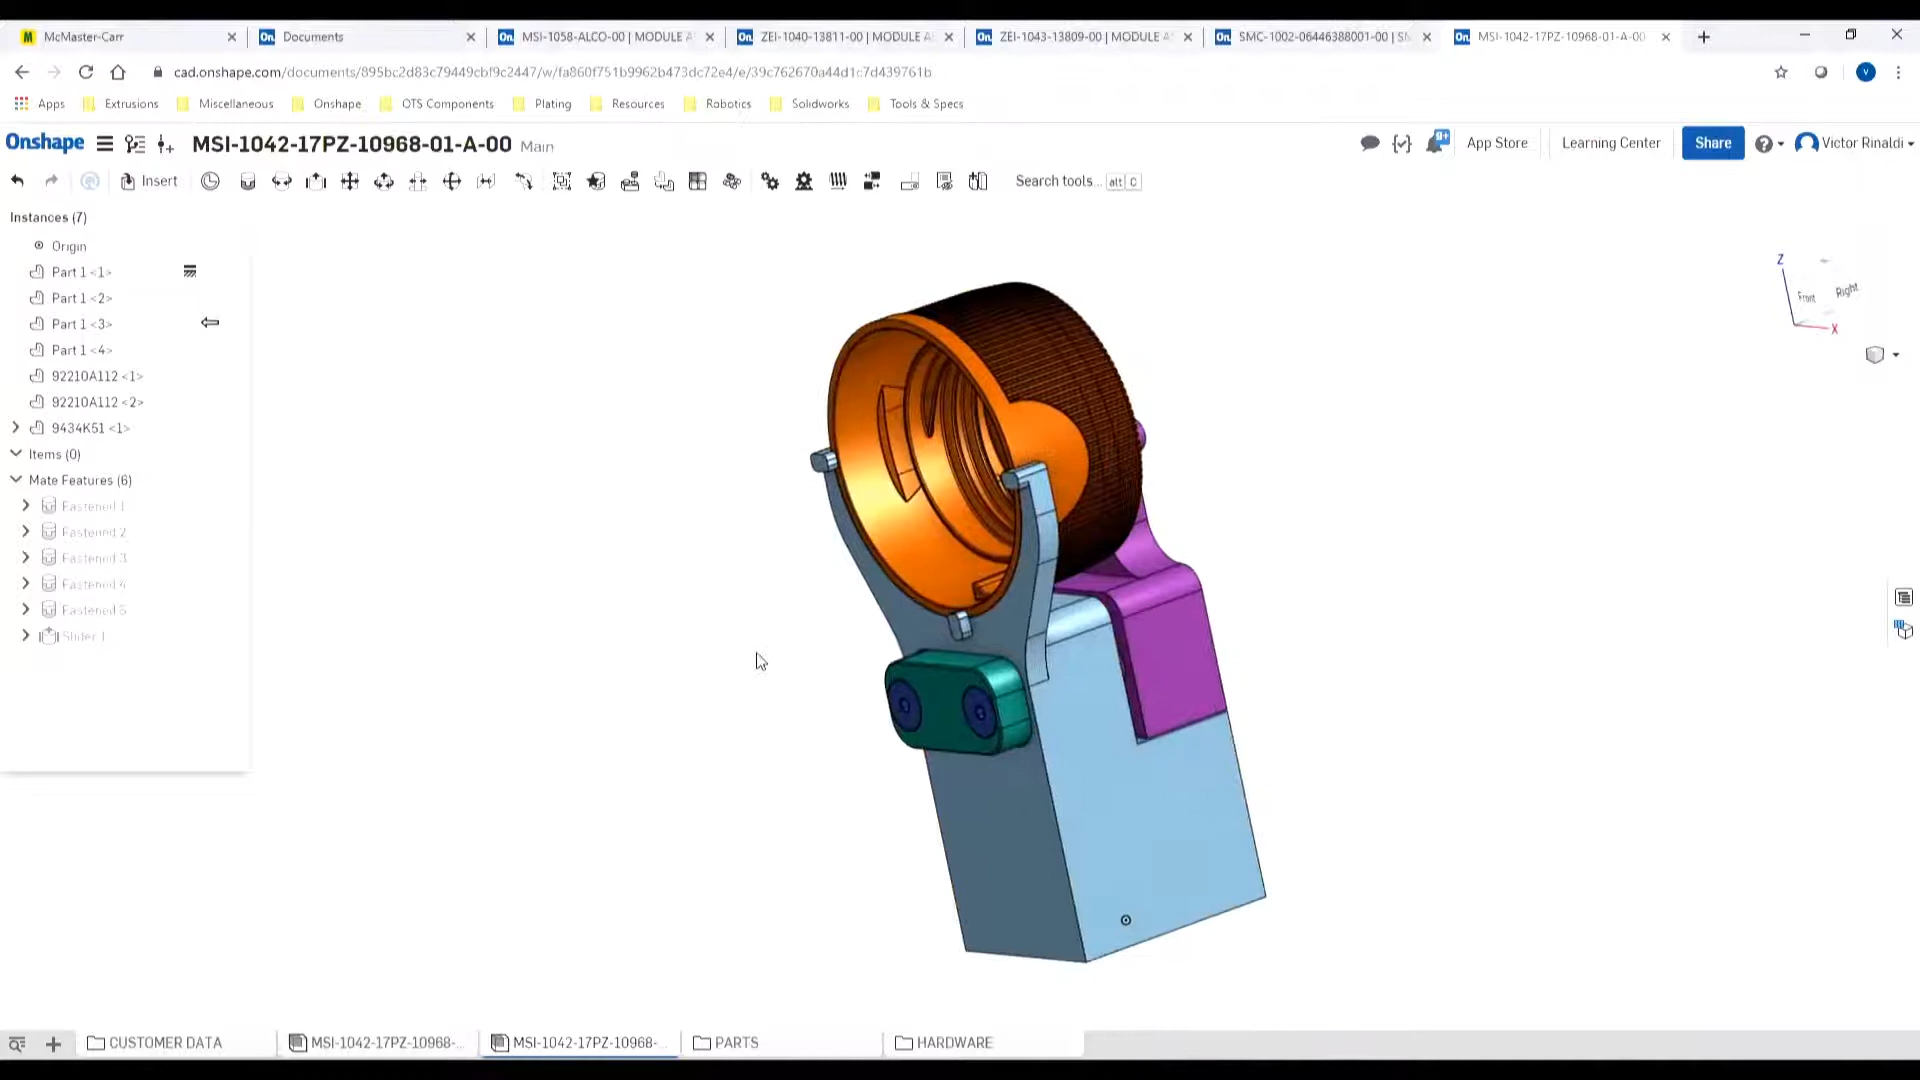 McMaster-Carr
Documents
MSI-1058-ALCO-00 | MODULE A
ZEI-1040-13811-00 | MODULE A
ZEI-1043-13809-00 | MODULE A
SMC-1002-06446388001-00 | SM
MSI-1042-17PZ-10968-01-A-00
cad.onshape.com/documents/895bc2d83c79449cbf9c2447/w/fa860f751b9962b473dc72e4/e/39c762670a44d1c7d439761b
Apps
Extrusions
Miscellaneous
Onshape
OTS Components
Plating
Resources
Robotics
Solidworks
Tools & Specs
Onshape
MSI-1042-17PZ-10968-01-A-00 Main
9+
App Store
Learning Center
Share
Victor Rinaldi
Insert
Search tools... alt C
Instances (7)
Origin
Part 1 <1>
Part 1 <2>
Part 1 <3>
Part 1 <4>
92210A112 <1>
92210A112 <2>
9434K51 <1>
Items (0)
Mate Features (6)
Fastened 1
Fastened 2
Fastened 3
Fastened 4
Fastened 5
Slider 1
Z
Front
Right
X
CUSTOMER DATA
MSI-1042-17PZ-10968-...
MSI-1042-17PZ-10968-...
PARTS
HARDWARE